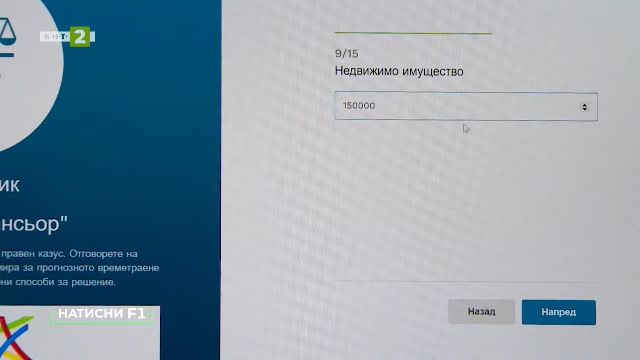 БНТ 2
9/15
Недвижимо имущество
150000
ик
нсьор"
правен казус. Отговорете на
мира за прогнозното времетраене
ни способи за решение.
НАТИСНИ F1
Назад
Напред